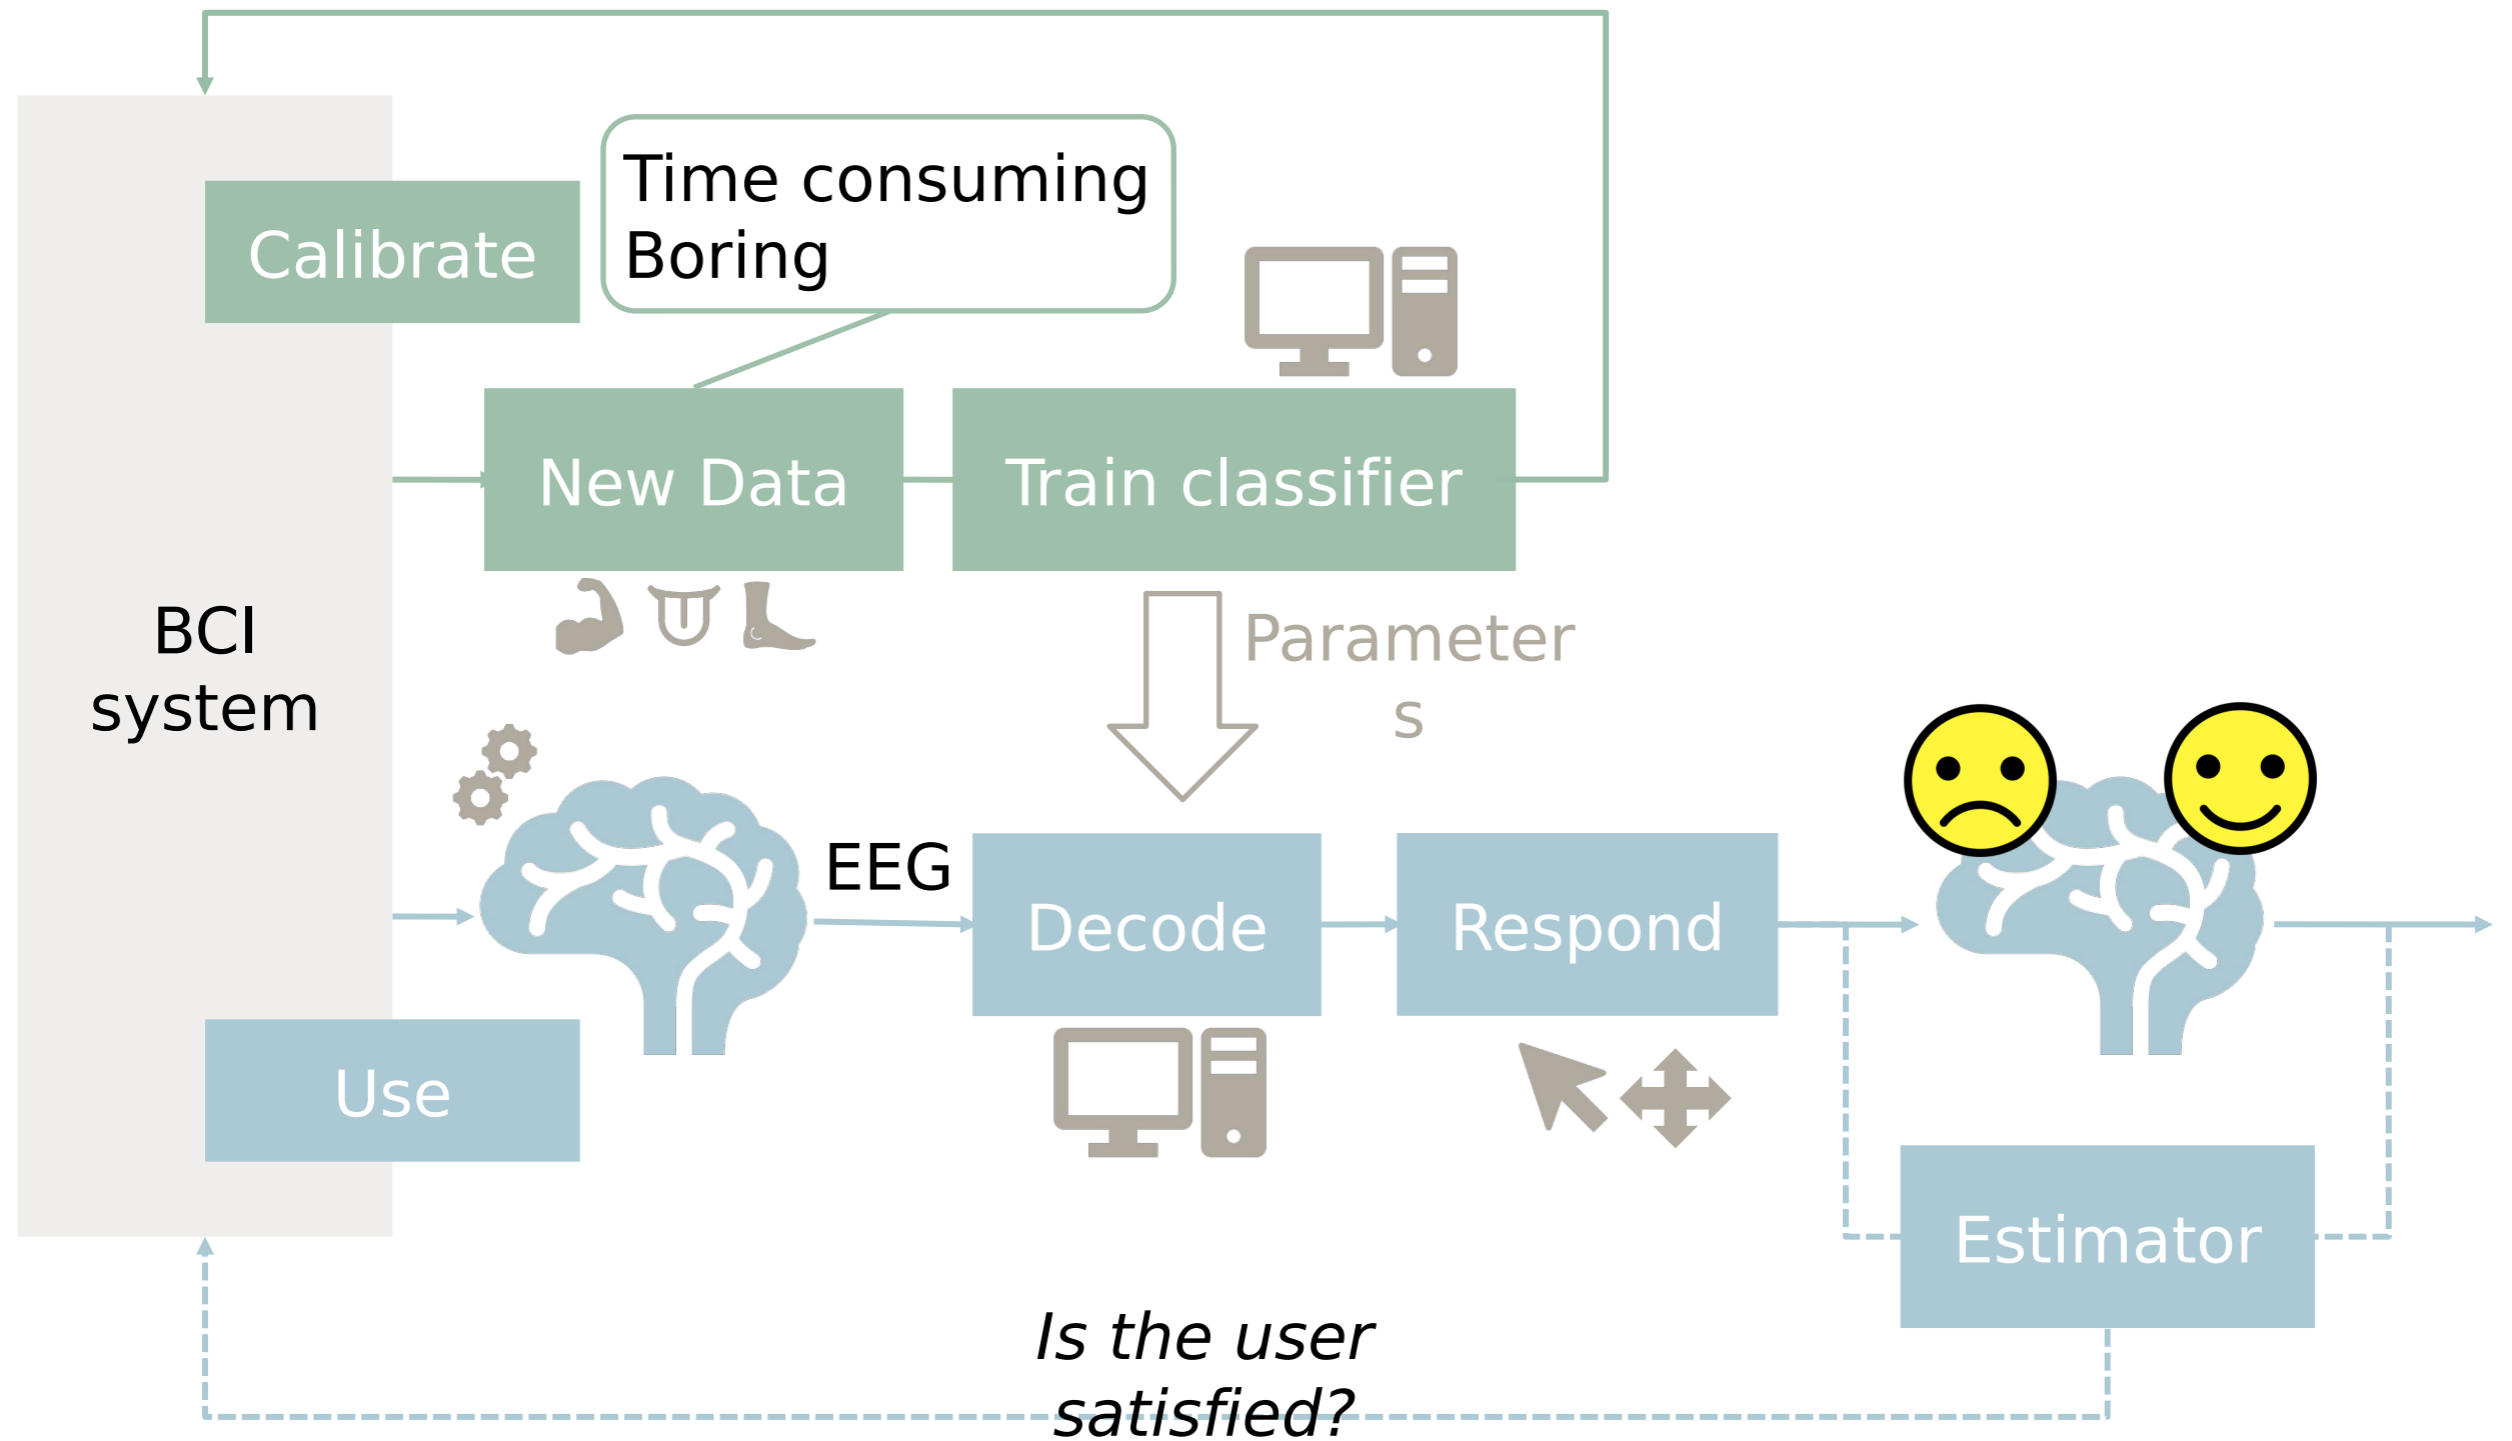 Time consuming
Boring
Calibrate
New Data
Train classifier
BCI
system
Parameter
s
EEG
Decode
Respond
Use
Estimator
Is the user
satisfied?